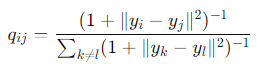 q_{ij} = \frac{(1 + \|y_i - y_j\|^2)^{-1}}{\sum_{k \neq l}(1 + \|y_k - y_l\|^2)^{-1}}